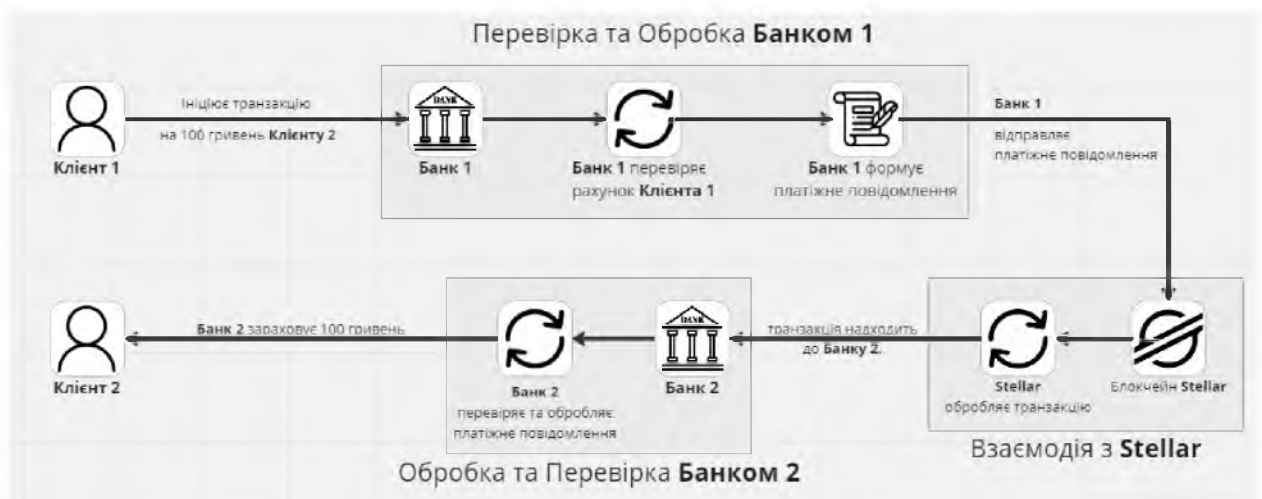 Перевірка та Обробка Банком 1
Ініціює транзакцію
на 100 гривень Клієнту 2
Клієнт 1
BANK
Банк 1
Банк 1 перевіряє
рахунок Клієнта 1
Банк 1 формує
платіжне повідомлення
Банк 1
відправляє
платіжне повідомлення
Клієнт 2
Банк 2 зараховує 100 гривень
Банк 2
перевіряє та обробляє
платіжне повідомлення
BANK
Банк 2
транзакція надходить
до Банку 2.
Stellar
обробляє транзакцію
Блокчейн Stellar
Взаємодія з Stellar
Обробка та Перевірка Банком 2